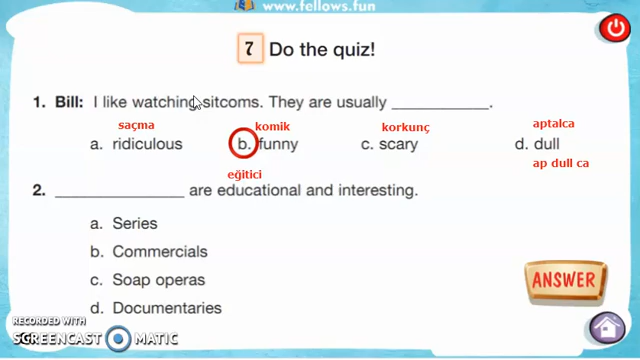 www.fellows.fun
7 Do the quiz!
1. Bill: I like watching sitcoms. They are usually ____________.
saçma komik korkunç aptalca
a. ridiculous b. funny c. scary d. dull
eğitici ap dull ca
2. ________________ are educational and interesting.
a. Series
b. Commercials
c. Soap operas
d. Documentaries
ANSWER
RECORDED WITH
SCREENCAST MATIC